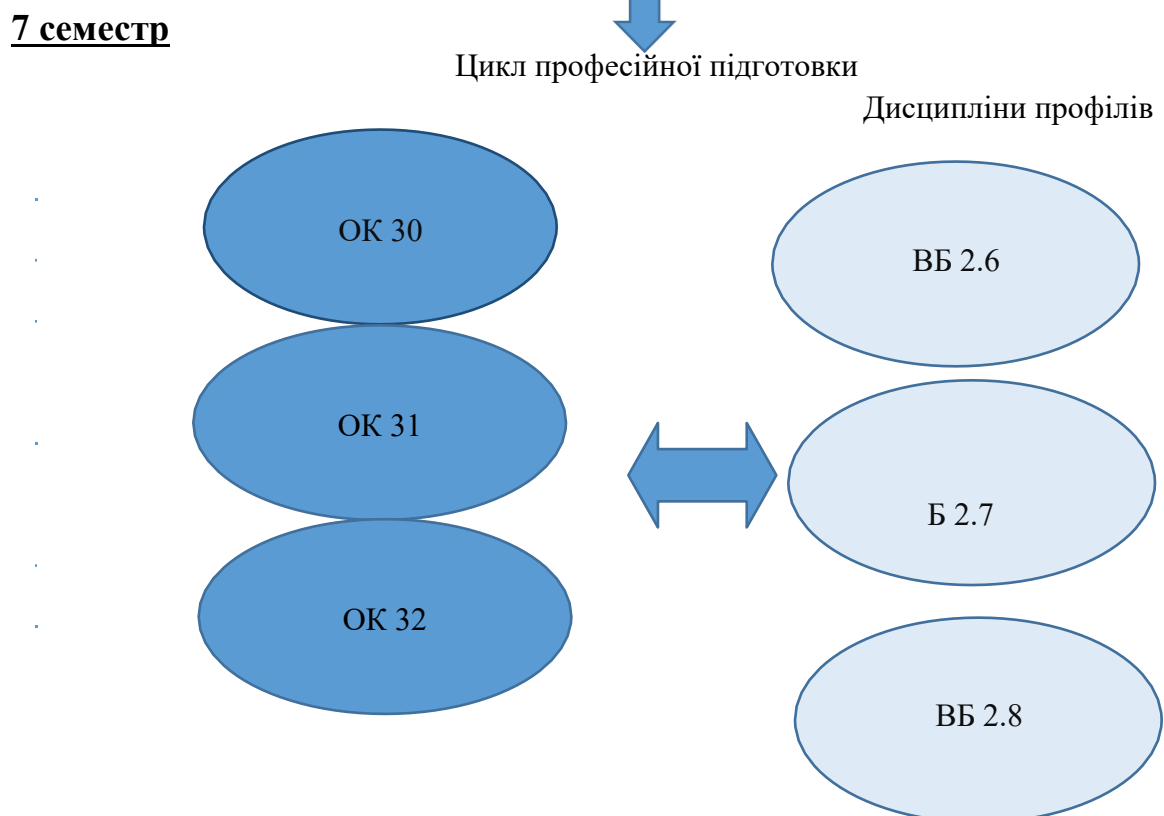 7 семестр
Цикл професійної підготовки
Дисципліни профілів
ОК 30
ВБ 2.6
ОК 31
Б 2.7
ОК 32
ВБ 2.8